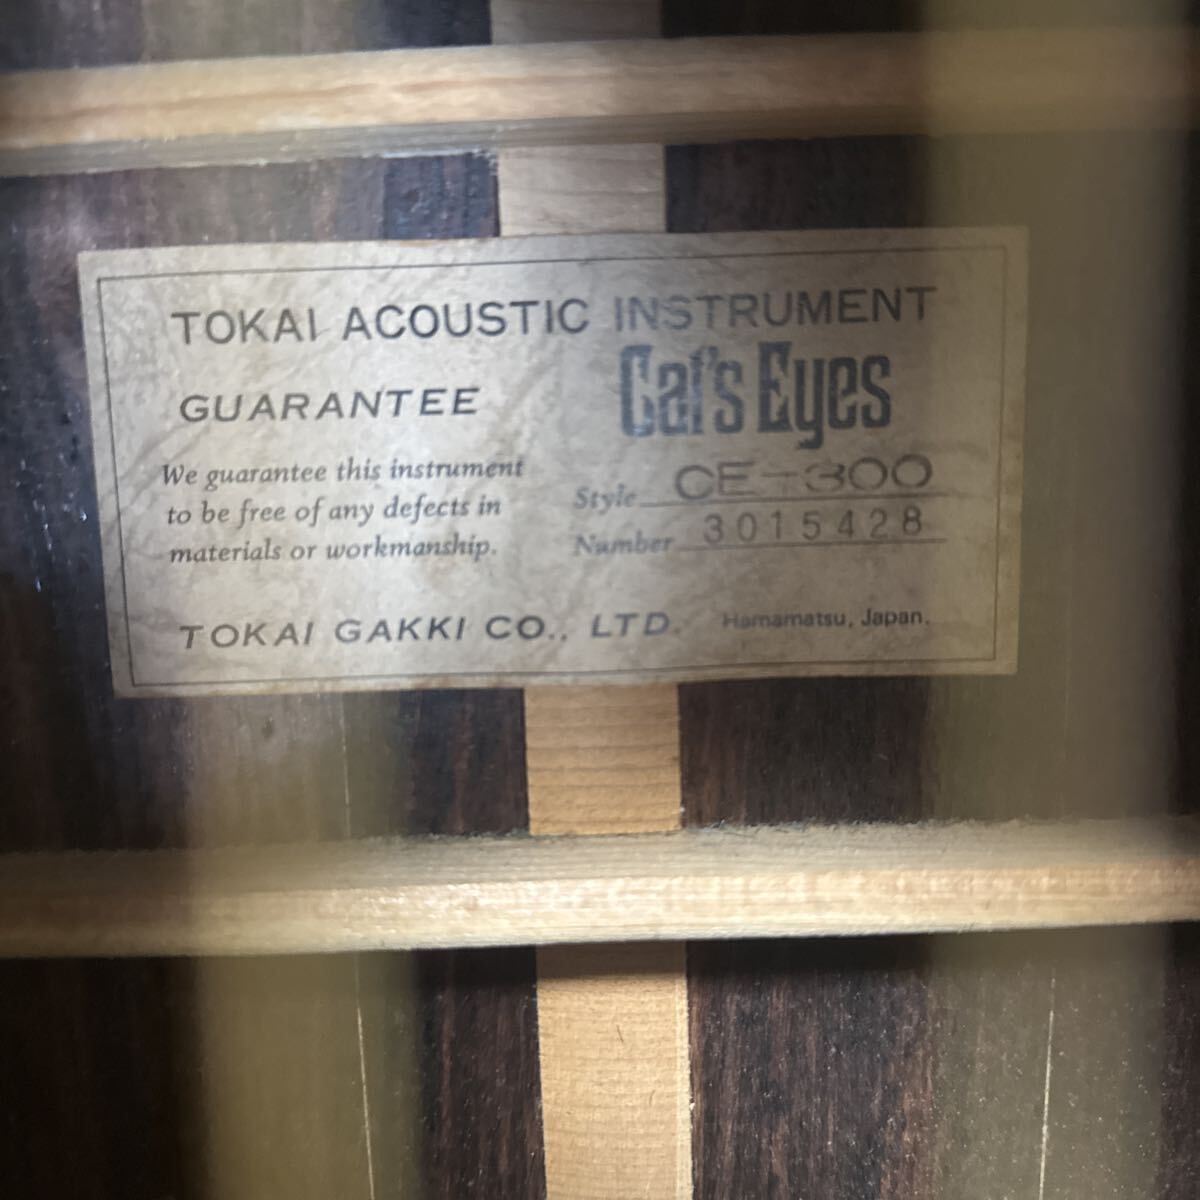 TOKAI ACOUSTIC INSTRUMENT
Cat's Eyes
GUARANTEE
We guarantee this instrument
to be free of any defects in
materials or workmanship.
Style CE-300
Number 3015428
TOKAI GAKKI CO., LTD. Hamamatsu, Japan.